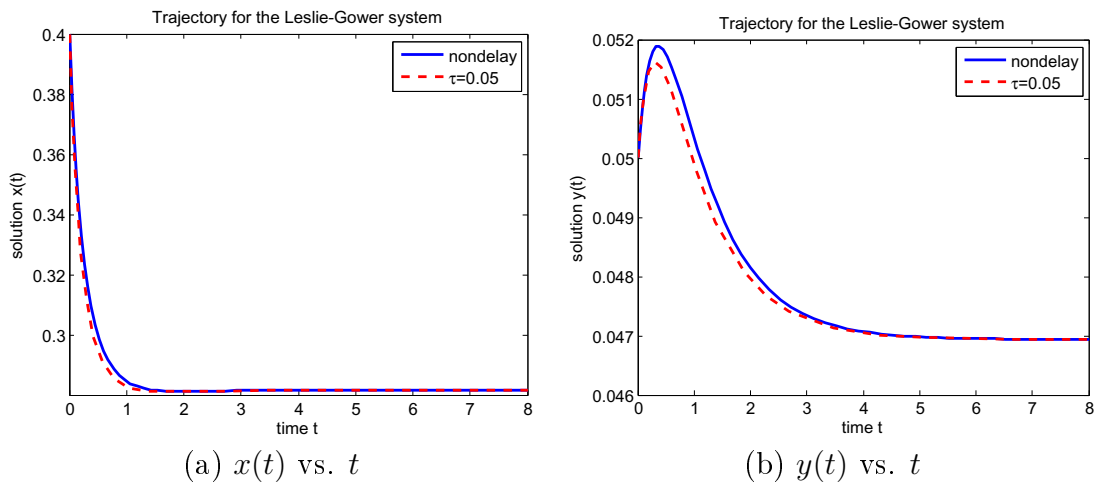 Trajectory for the Leslie-Gower system
0.4
0.38
0.36
0.34
0.32
0.3
solution x(t)
nondelay
τ=0.05
0 1 2 3 4 5 6 7 8
time t
(a) x(t) vs. t
Trajectory for the Leslie-Gower system
0.052
0.051
0.05
0.049
0.048
0.047
0.046
solution y(t)
nondelay
τ=0.05
0 1 2 3 4 5 6 7 8
time t
(b) y(t) vs. t